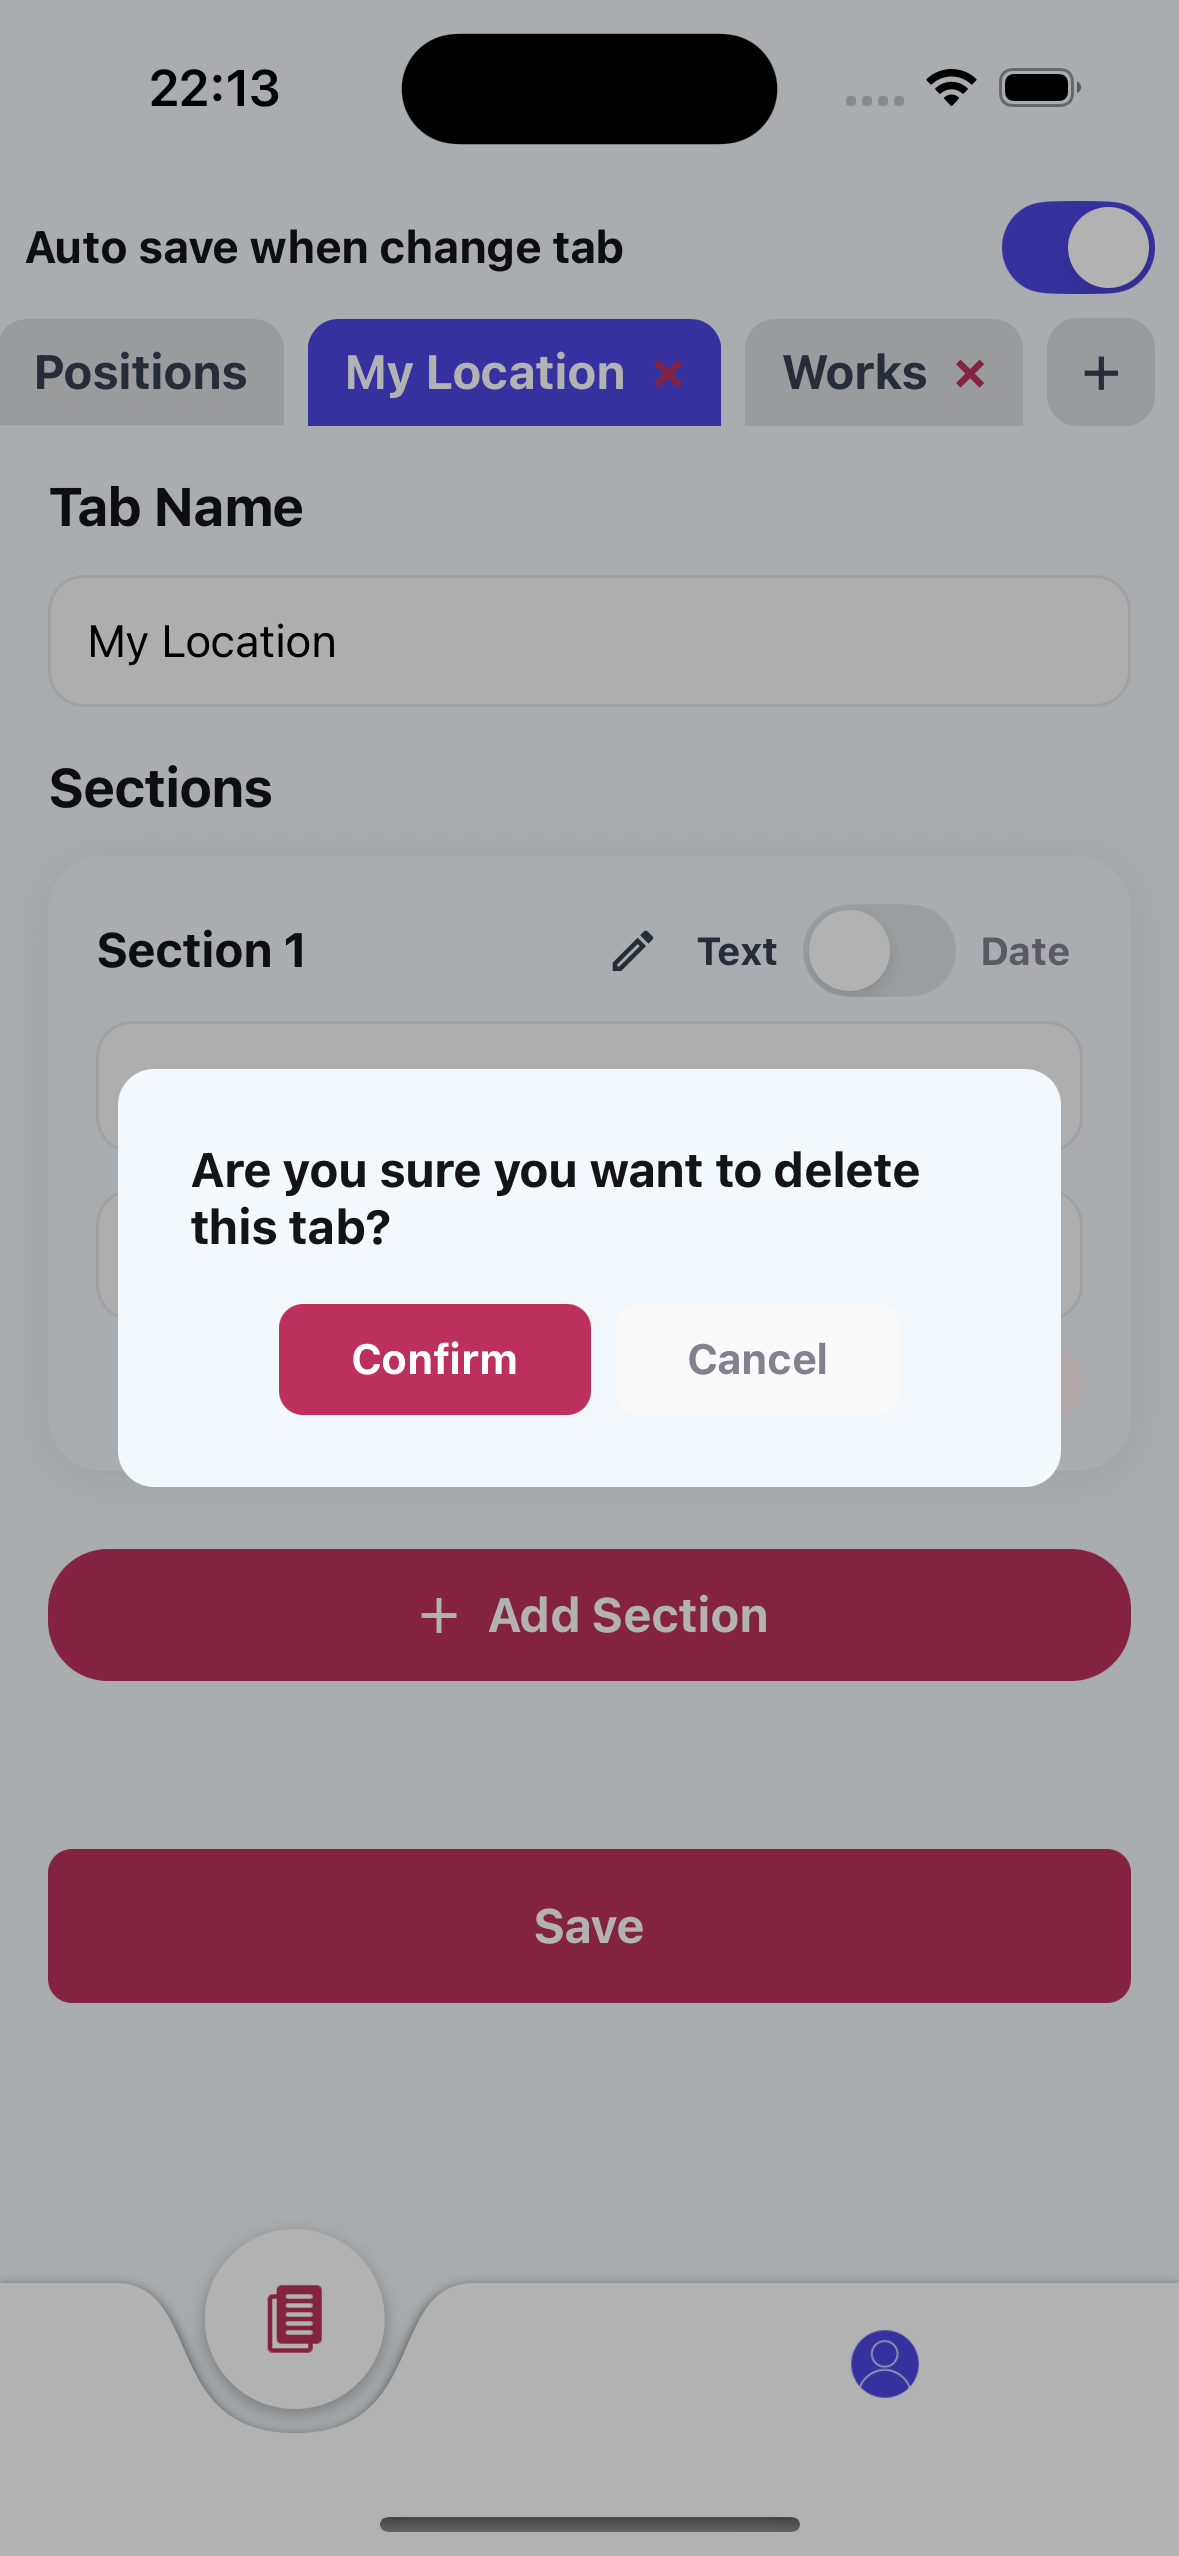 22:13
Auto save when change tab
Positions
My Location
Works
Tab Name
My Location
Sections
Section 1
Text
Date
Are you sure you want to delete
this tab?
Confirm
Cancel
Add Section
Save